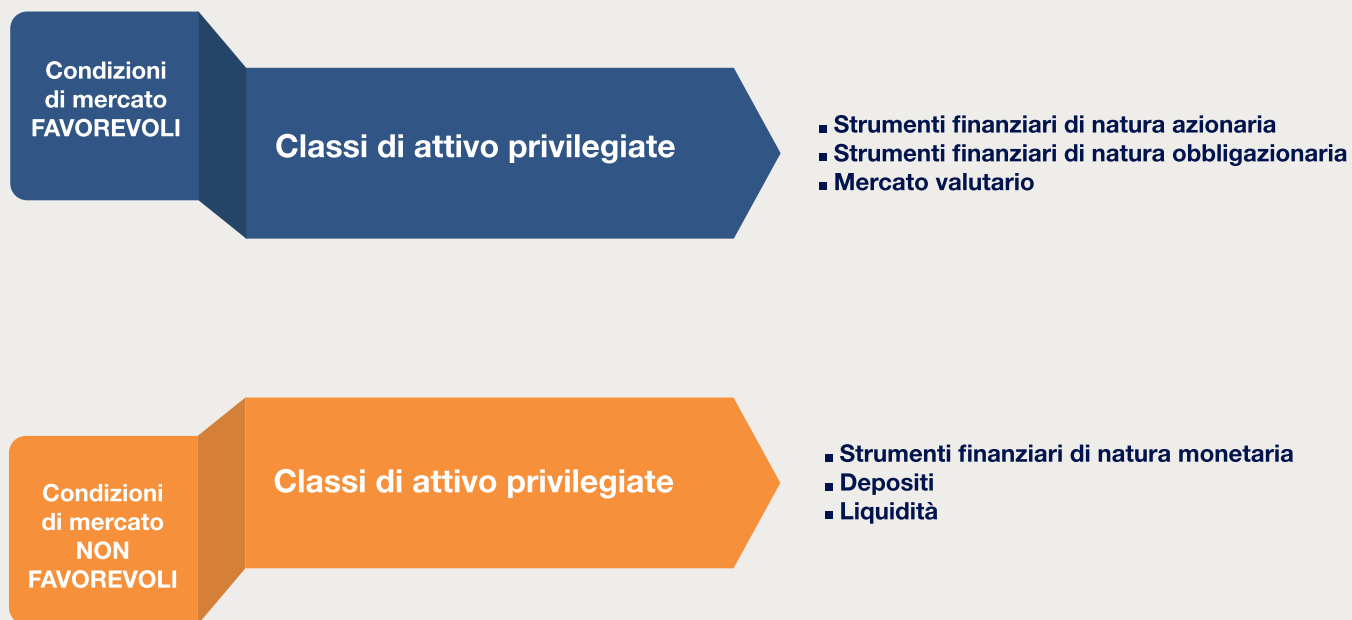 Condizioni
di mercato
FAVOREVOLI
Classi di attivo privilegiate
▪ Strumenti finanziari di natura azionaria
▪ Strumenti finanziari di natura obbligazionaria
▪ Mercato valutario
Condizioni
di mercato
NON
FAVOREVOLI
Classi di attivo privilegiate
▪ Strumenti finanziari di natura monetaria
▪ Depositi
▪ Liquidità